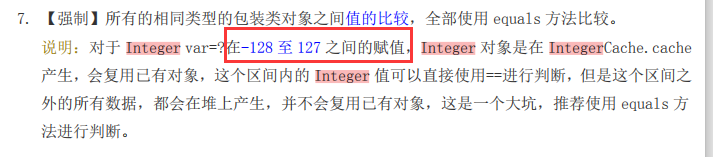 7. 【强制】所有的相同类型的包装类对象之间值的比较，全部使用 equals 方法比较。
说明：对于 Integer var=?在-128 至 127 之间的赋值，Integer 对象是在 IntegerCache.cache
产生，会复用已有对象，这个区间内的 Integer 值可以直接使用==进行判断，但是这个区间之
外的所有数据，都会在堆上产生，并不会复用已有对象，这是一个大坑，推荐使用 equals 方
法进行判断。